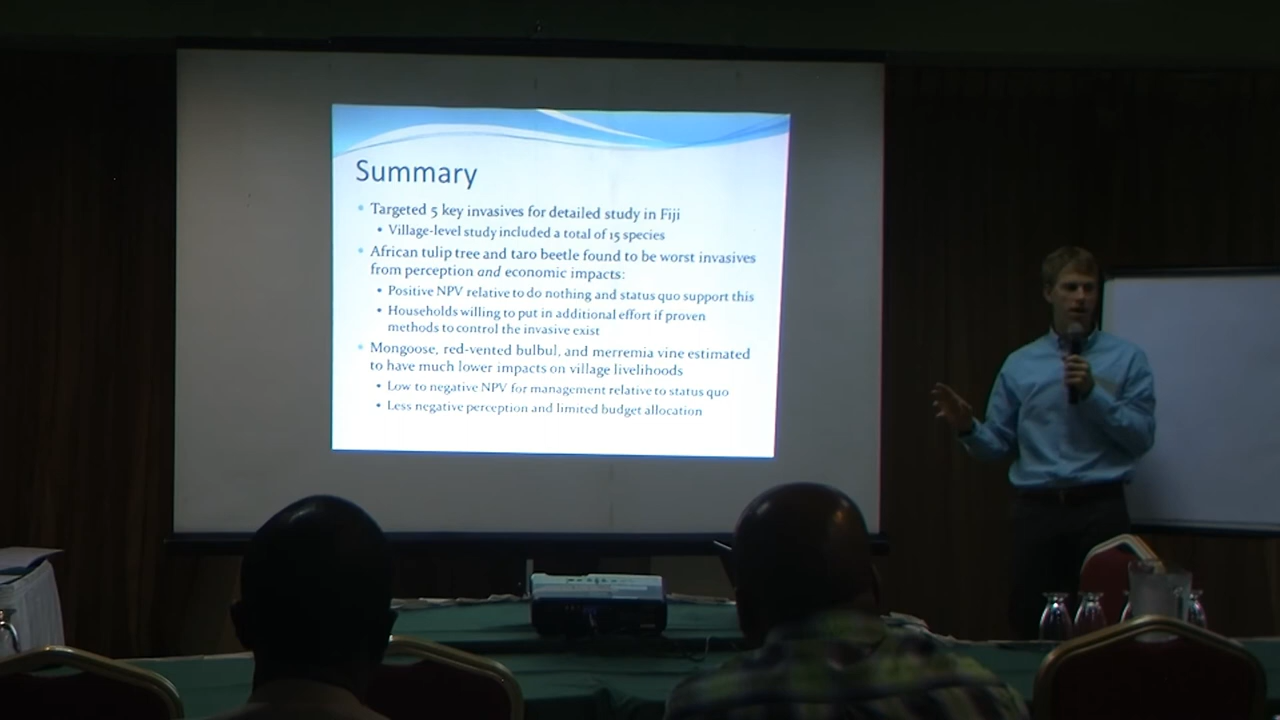 Summary
Targeted 5 key invasives for detailed study in Fiji
Village-level study included a total of 15 species
African tulip tree and taro beetle found to be worst invasives
from perception and economic impacts:
Positive NPV relative to do nothing and status quo support this
Households willing to put in additional effort if proven
methods to control the invasive exist
Mongoose, red-vented bulbul, and merremia vine estimated
to have much lower impacts on village livelihoods
Low to negative NPV for management relative to status quo
Less negative perception and limited budget allocation